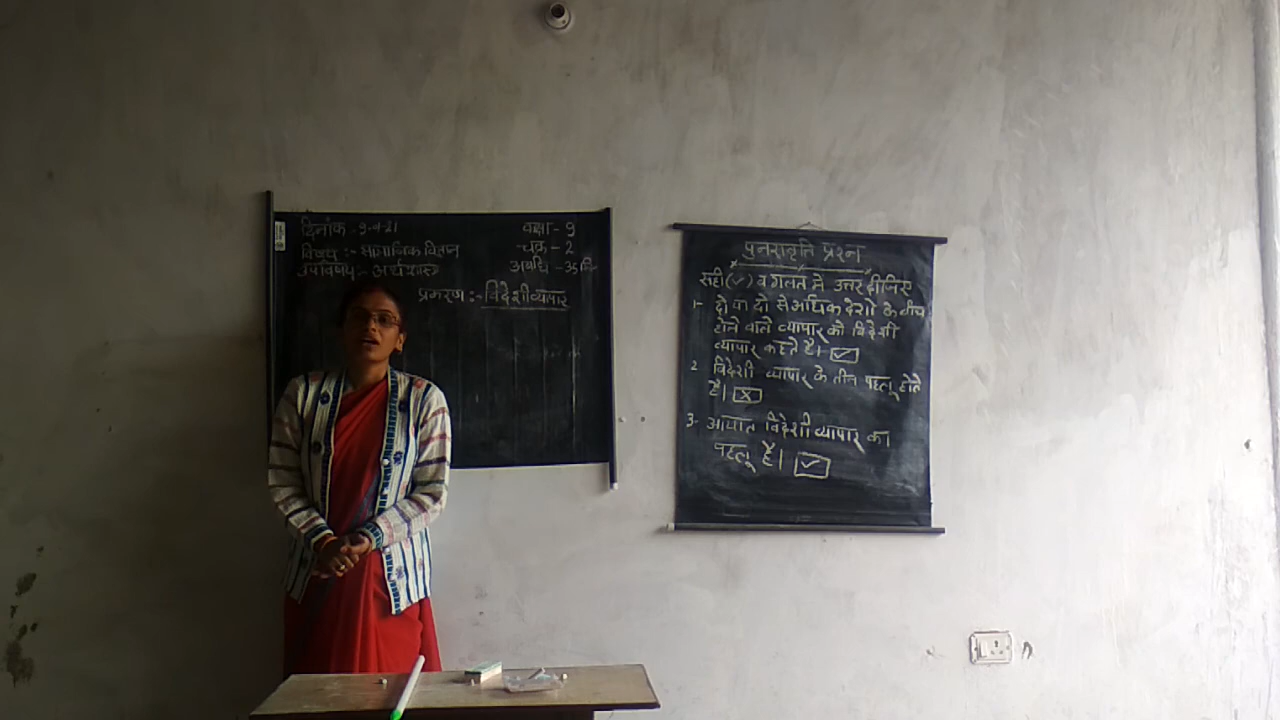 दिनांक -9-4-21 कक्षा - 9
विषय :- सामाजिक विज्ञान चक्र - 2
उपविषय:- अर्थशास्त्र अवधि - 35 मि.
प्रकरण :- विदेशी व्यापार
पुनरावृति प्रश्न
सही (✓) व गलत मे उत्तर दीजिए
1- दो या दो से अधिक देशो के बीच
होने वाले व्यापार को विदेशी
व्यापार कहते है। ✓
2 विदेशी व्यापार के तीन पहलू होते
है। x
3- आयात विदेशी व्यापार का
पहलू है। ✓